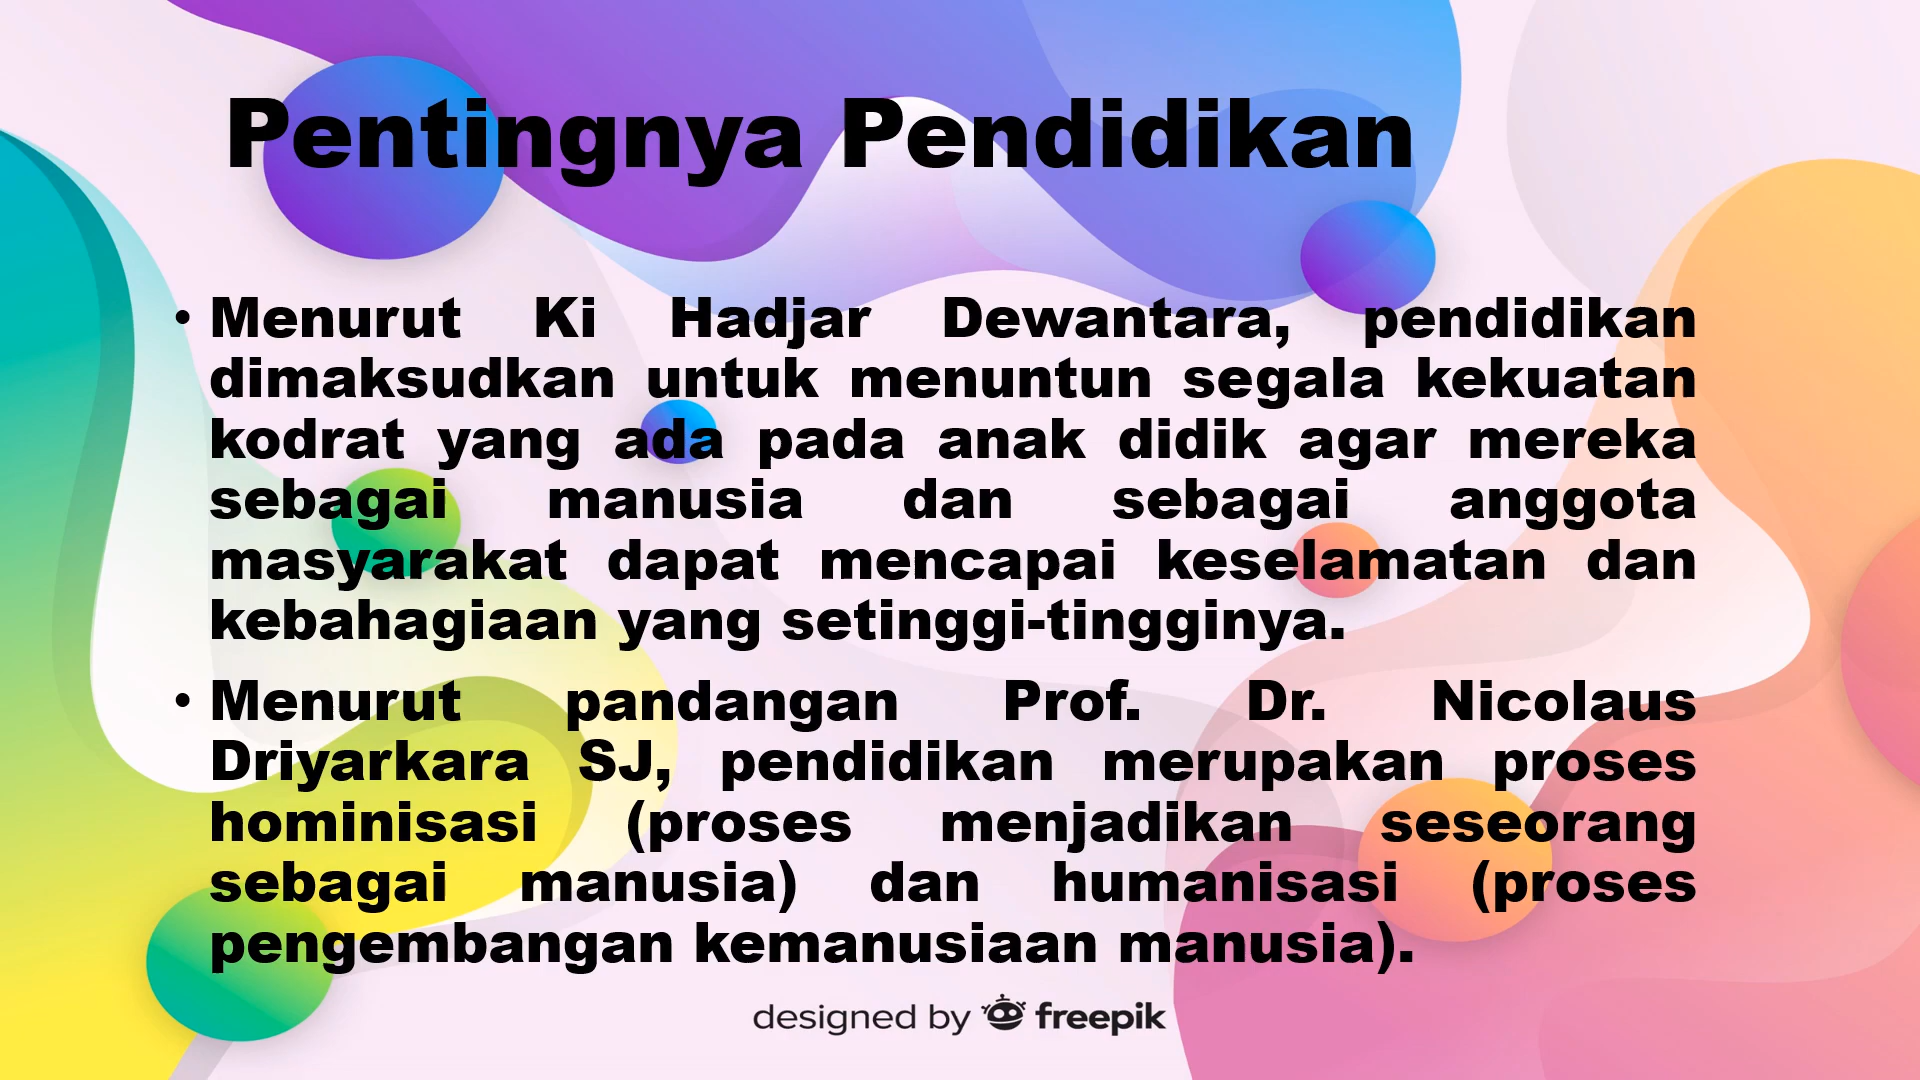 Pentingnya Pendidikan
• Menurut Ki Hadjar Dewantara, pendidikan
dimaksudkan untuk menuntun segala kekuatan
kodrat yang ada pada anak didik agar mereka
sebagai manusia dan sebagai anggota
masyarakat dapat mencapai keselamatan dan
kebahagiaan yang setinggi-tingginya.
• Menurut pandangan Prof. Dr. Nicolaus
Driyarkara SJ, pendidikan merupakan proses
hominisasi (proses menjadikan seseorang
sebagai manusia) dan humanisasi (proses
pengembangan kemanusiaan manusia).
designed by freepik